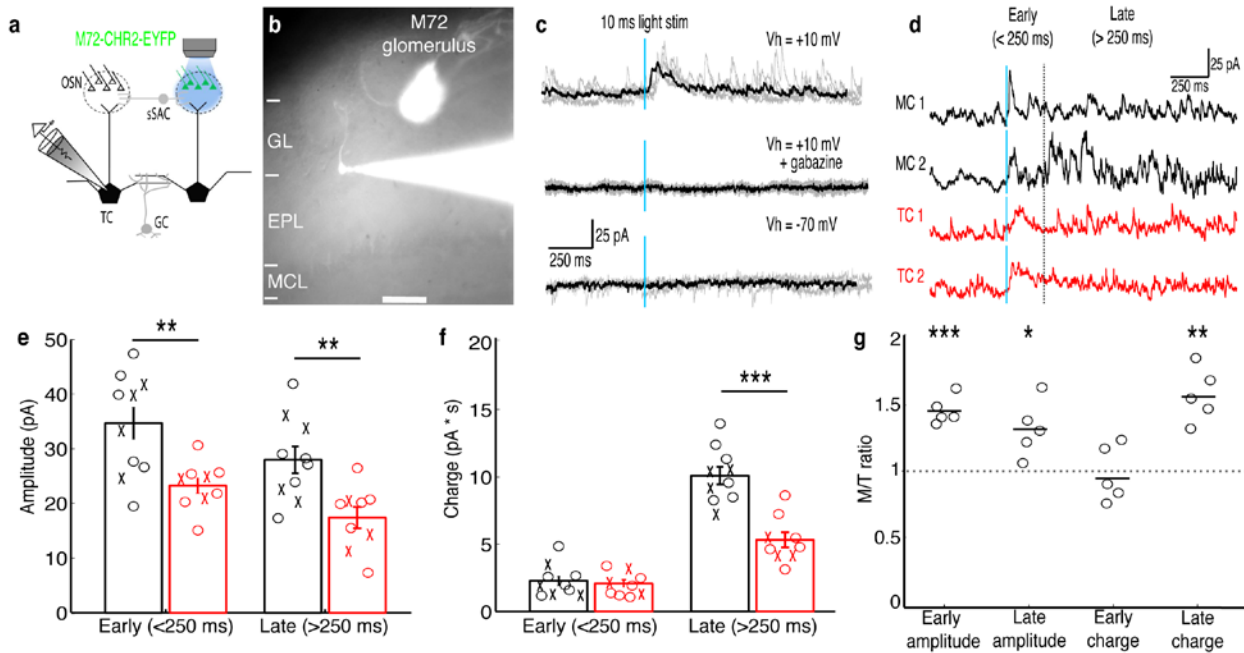 a
M72-CHR2-EYFP
OSN
sSAC
TC
GC
b
M72
glomerulus
GL
EPL
MCL
c
10 ms light stim
Vh = +10 mV
Vh = +10 mV
+ gabazine
Vh = -70 mV
25 pA
250 ms
d
Early
(< 250 ms)
Late
(> 250 ms)
25 pA
250 ms
MC 1
MC 2
TC 1
TC 2
e
Amplitude (pA)
50
40
30
20
10
0
**
**
Early (<250 ms)
Late (>250 ms)
f
Charge (pA * s)
20
15
10
5
0
***
Early (<250 ms)
Late (>250 ms)
g
M/T ratio
2
1.5
1
0.5
0
***
*
**
Early
amplitude
Late
amplitude
Early
charge
Late
charge